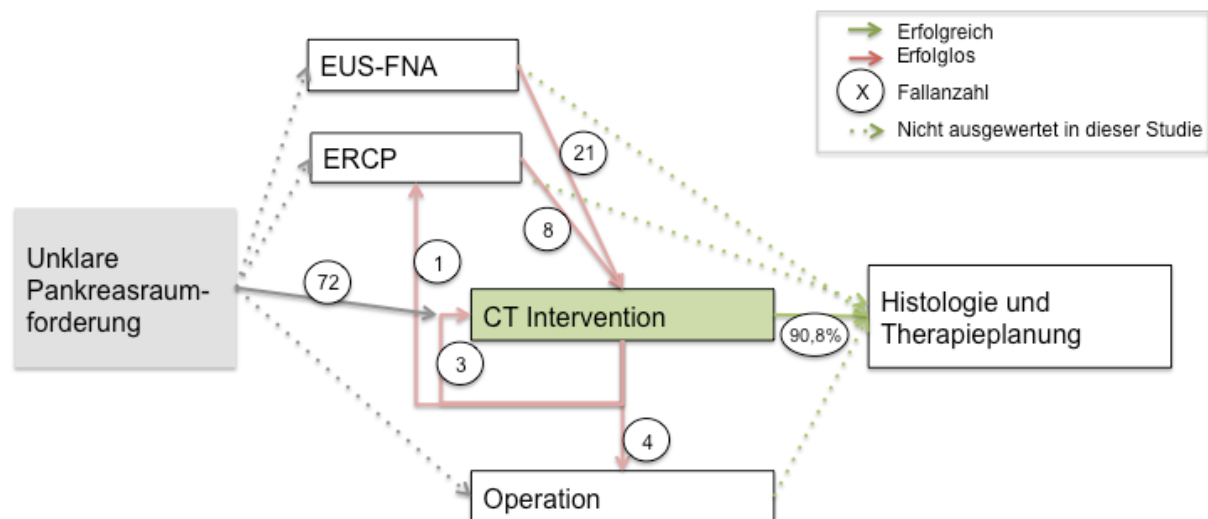 Erfolgreich
Erfolglos
X
Fallanzahl
Nicht ausgewertet in dieser Studie
EUS-FNA
ERCP
21
8
1
Unklare
Pankreasraum-
forderung
72
CT Intervention
90,8%
Histologie und
Therapieplanung
3
4
Operation